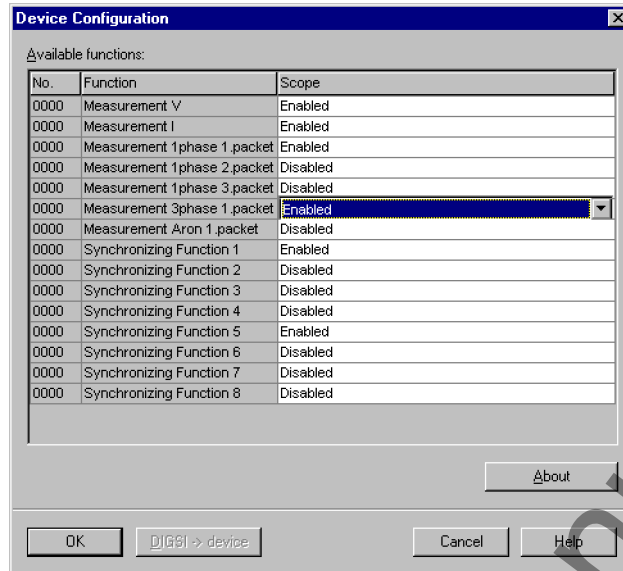 Device Configuration
Available functions:
No. Function Scope
0000 Measurement V Enabled
0000 Measurement I Enabled
0000 Measurement 1phase 1.packet Enabled
0000 Measurement 1phase 2.packet Disabled
0000 Measurement 1phase 3.packet Disabled
0000 Measurement 3phase 1.packet Enabled
0000 Measurement Aron 1.packet Disabled
0000 Synchronizing Function 1 Enabled
0000 Synchronizing Function 2 Disabled
0000 Synchronizing Function 3 Disabled
0000 Synchronizing Function 4 Disabled
0000 Synchronizing Function 5 Enabled
0000 Synchronizing Function 6 Disabled
0000 Synchronizing Function 7 Disabled
0000 Synchronizing Function 8 Disabled
About
OK DIGSI -> device Cancel Help